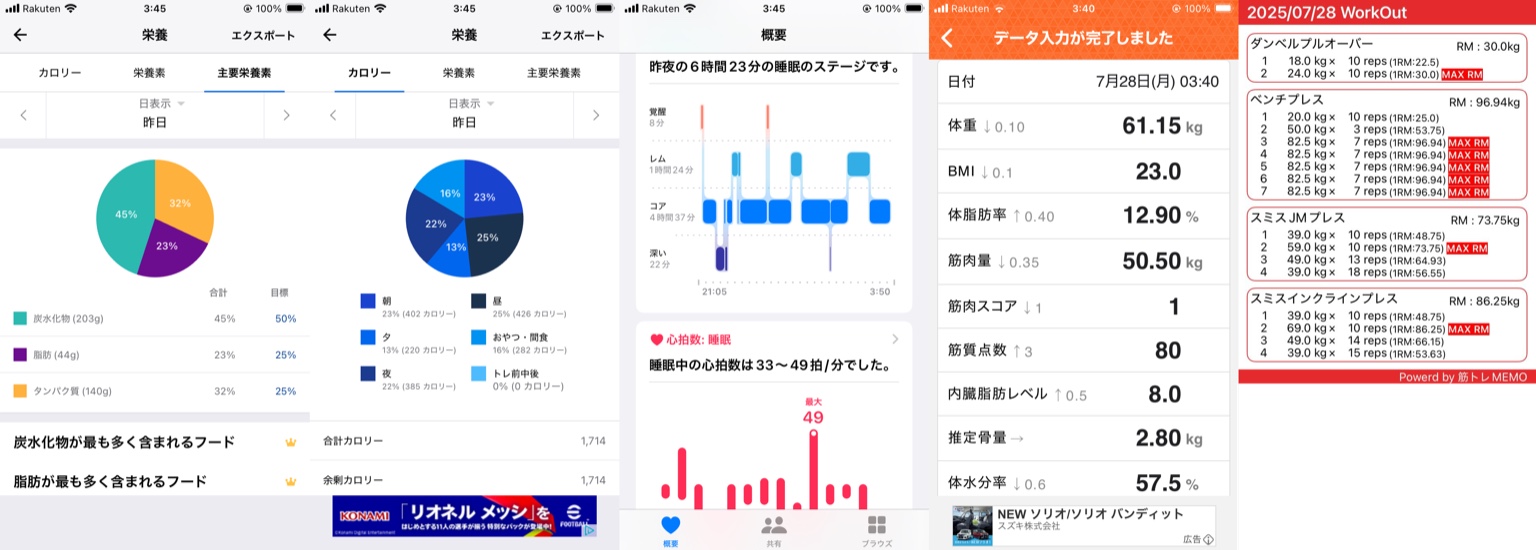 Rakuten 3:45 100%
栄養 エクスポート
カロリー 栄養素 主要栄養素
日表示
昨日
45% 32% 23%
合計 目標
炭水化物 (203g) 45% 50%
脂肪 (44g) 23% 25%
タンパク質 (140g) 32% 25%
炭水化物が最も多く含まれるフード
脂肪が最も多く含まれるフード
Rakuten 3:45 100%
栄養 エクスポート
カロリー 栄養素 主要栄養素
日表示
昨日
16% 23% 22% 25% 13%
朝
23% (402 カロリー)
昼
25% (426 カロリー)
夕
13% (220 カロリー)
おやつ・間食
16% (282 カロリー)
夜
22% (385 カロリー)
トレ前中後
0% (0 カロリー)
合計カロリー 1,714
余剰カロリー 1,714
KONAMI 「リオネル メッシ」を
はじめとする11人の選手が揃う 特別なパックが登場中!
eFOOTBALL
Rakuten 3:45 100%
概要
昨夜の6時間23分の睡眠のステージです。
覚醒
8分
レム
1時間24分
コア
4時間37分
深い
22分
21:05 3:50
心拍数: 睡眠
睡眠中の心拍数は33〜49拍/分でした。
最大
49
概要 共有 ブラウズ
Rakuten 3:40 100%
データ入力が完了しました
日付 7月28日(月) 03:40
体重 ↓0.10 61.15 kg
BMI ↓0.1 23.0
体脂肪率 ↑0.40 12.90 %
筋肉量 ↓0.35 50.50 kg
筋肉スコア ↓1 1
筋質点数 ↑3 80
内臓脂肪レベル ↑0.5 8.0
推定骨量 → 2.80 kg
体水分率 ↓0.6 57.5 %
NEW ソリオ/ソリオ バンディット
スズキ株式会社
広告
2025/07/28 WorkOut
ダンベルプルオーバー RM : 30.0kg
1 18.0 kg× 10 reps (1RM:22.5)
2 24.0 kg× 10 reps (1RM:30.0) MAX RM
ベンチプレス RM : 96.94kg
1 20.0 kg× 10 reps (1RM:25.0)
2 50.0 kg× 3 reps (1RM:53.75)
3 82.5 kg× 7 reps (1RM:96.94) MAX RM
4 82.5 kg× 7 reps (1RM:96.94) MAX RM
5 82.5 kg× 7 reps (1RM:96.94) MAX RM
6 82.5 kg× 7 reps (1RM:96.94) MAX RM
7 82.5 kg× 7 reps (1RM:96.94) MAX RM
スミスJMプレス RM : 73.75kg
1 39.0 kg× 10 reps (1RM:48.75)
2 59.0 kg× 10 reps (1RM:73.75) MAX RM
3 49.0 kg× 13 reps (1RM:64.93)
4 39.0 kg× 18 reps (1RM:56.55)
スミスインクラインプレス RM : 86.25kg
1 39.0 kg× 10 reps (1RM:48.75)
2 69.0 kg× 10 reps (1RM:86.25) MAX RM
3 49.0 kg× 14 reps (1RM:66.15)
4 39.0 kg× 15 reps (1RM:53.63)
Powerd by 筋トレMEMO